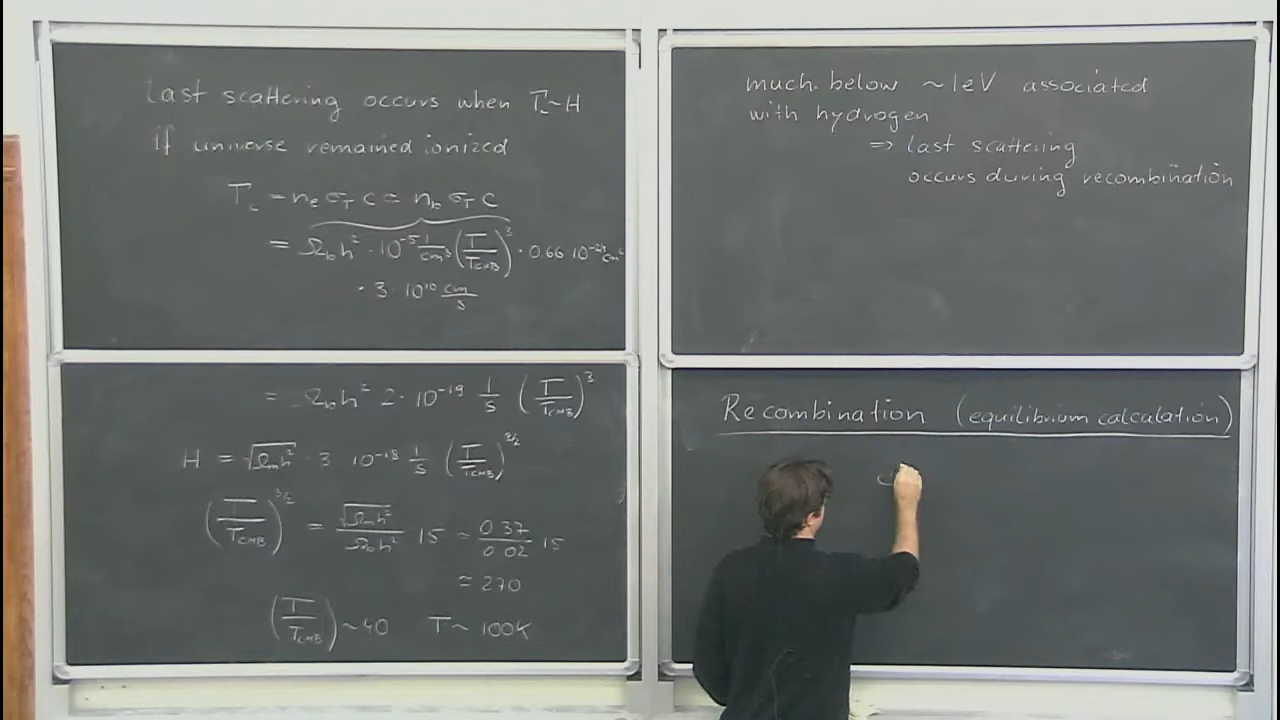 last scattering occurs when Γ~H
if universe remained ionized
Γ_c = n_e σ_T c = n_b σ_T c
= Ω_b h² · 10⁻⁵ 1/cm³ (T/T_CMB)³ · 0.66 10⁻²⁴ cm²
· 3 · 10¹⁰ cm/s
= Ω_b h² 2 · 10⁻¹⁹ 1/s (T/T_CMB)³
H = √(Ω_m h²) · 3 10⁻¹⁸ 1/s (T/T_CMB)^(3/2)
(T/T_CMB)^(3/2) = √(Ω_m h²)/(Ω_b h²) 15 ≈ 0.37/0.02 15
≈ 270
(T/T_CMB) ~ 40 T ~ 100K
much below ~1eV associated
with hydrogen
⇒ last scattering
occurs during recombination
Recombination (equilibrium calculation)